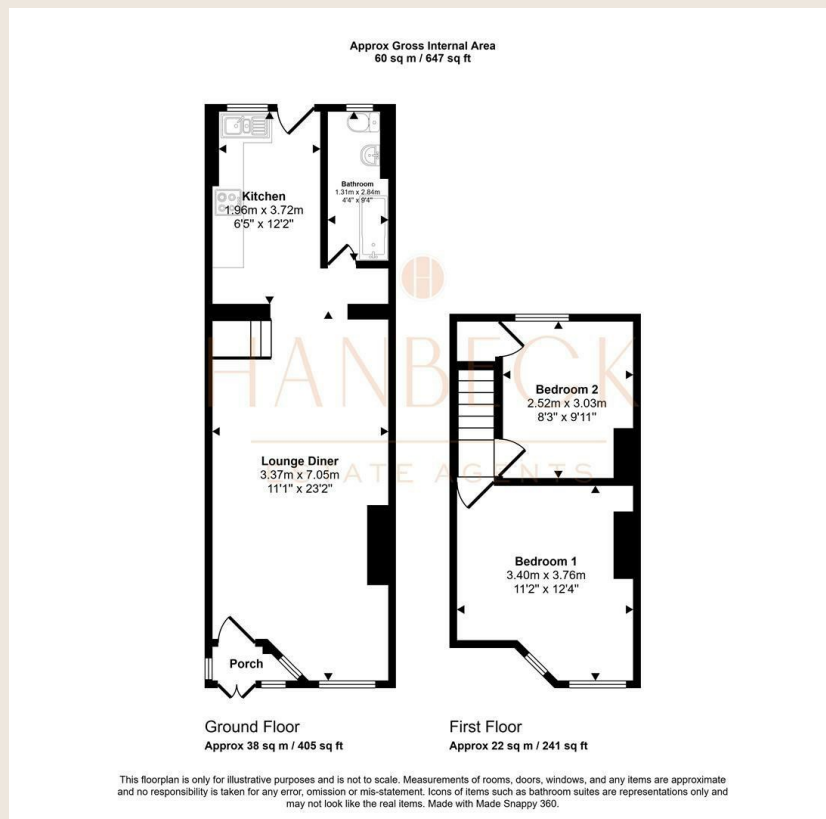 Approx Gross Internal Area
60 sq m / 647 sq ft
Kitchen
1.96m x 3.72m
6'5" x 12'2"
Bathroom
1.31m x 2.84m
4'4" x 9'4"
H
HANBECK
ESTATE AGENTS
Bedroom 2
2.52m x 3.03m
8'3" x 9'11"
Lounge Diner
3.37m x 7.05m
11'1" x 23'2"
Bedroom 1
3.40m x 3.76m
11'2" x 12'4"
Porch
Ground Floor
Approx 38 sq m / 405 sq ft
First Floor
Approx 22 sq m / 241 sq ft
This floorplan is only for illustrative purposes and is not to scale. Measurements of rooms, doors, windows, and any items are approximate
and no responsibility is taken for any error, omission or mis-statement. Icons of items such as bathroom suites are representations only and
may not look like the real items. Made with Made Snappy 360.